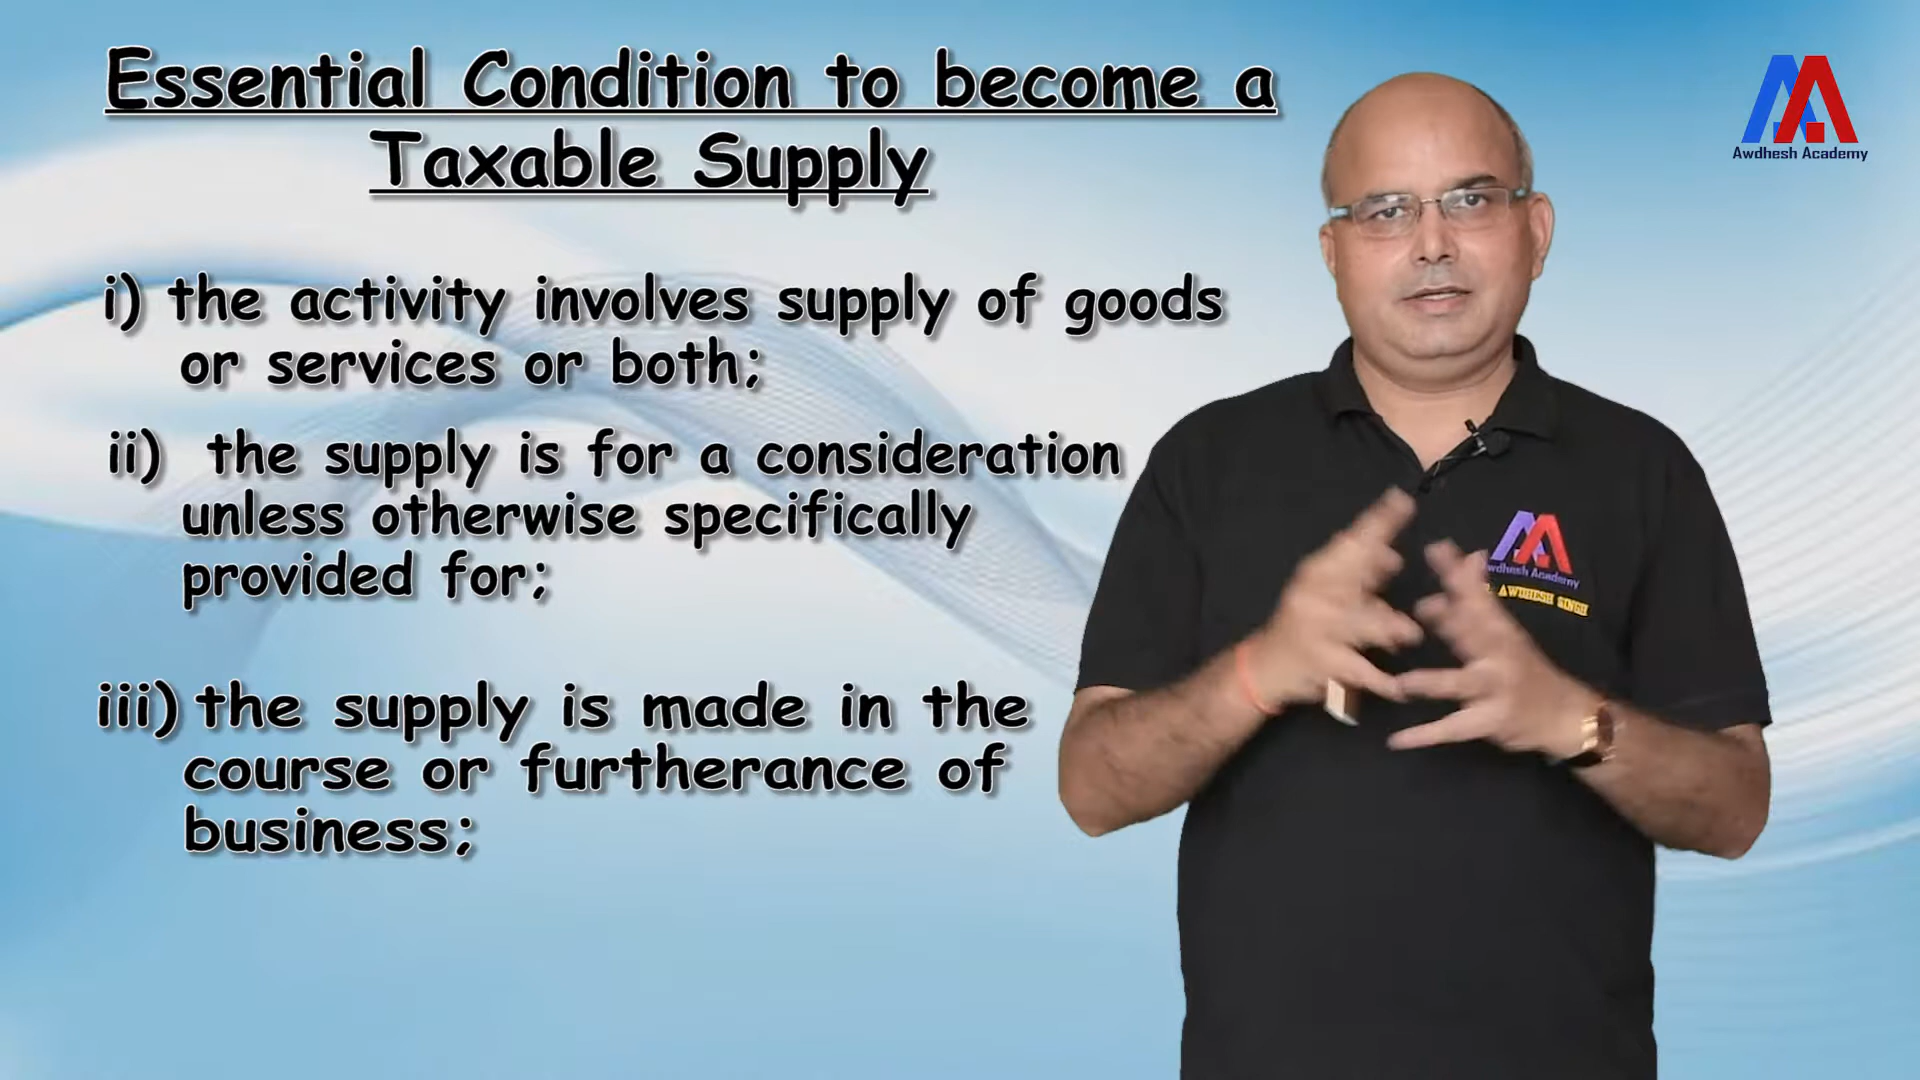 Essential Condition to become a
Taxable Supply
Awdhesh Academy
i) the activity involves supply of goods
or services or both;
ii) the supply is for a consideration
unless otherwise specifically
provided for;
iii) the supply is made in the
course or furtherance of
business;
Awdhesh Academy
AWDHESH SINGH